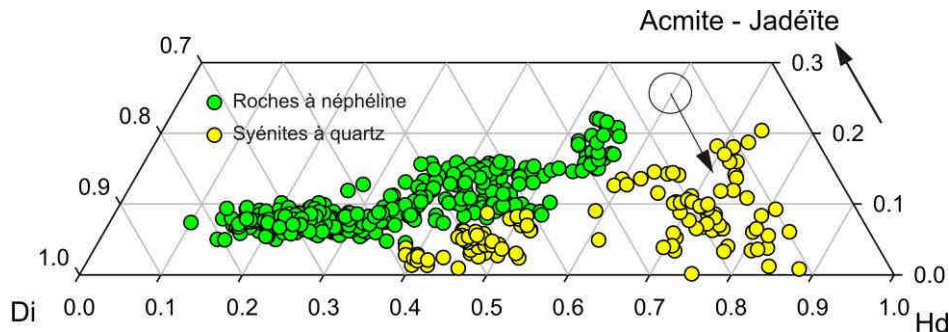 Acmite - Jadéïte
0.7 0.3
Roches à néphéline
0.8 Syénites à quartz 0.2
0.9 0.1
1.0 0.0
Di 0.0 0.1 0.2 0.3 0.4 0.5 0.6 0.7 0.8 0.9 1.0 Hd